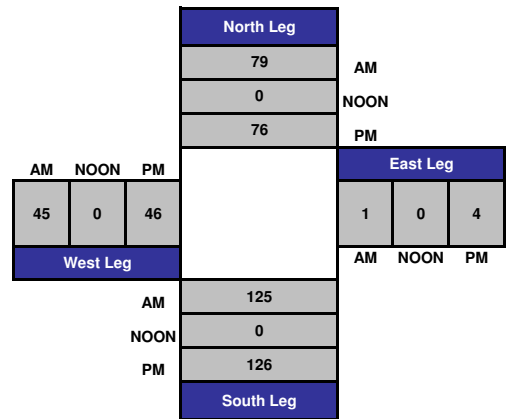 North Leg
79 AM
0 NOON
76 PM
AM NOON PM
East Leg
45 0 46
1 0 4
West Leg
AM NOON PM
AM 125
NOON 0
PM 126
South Leg